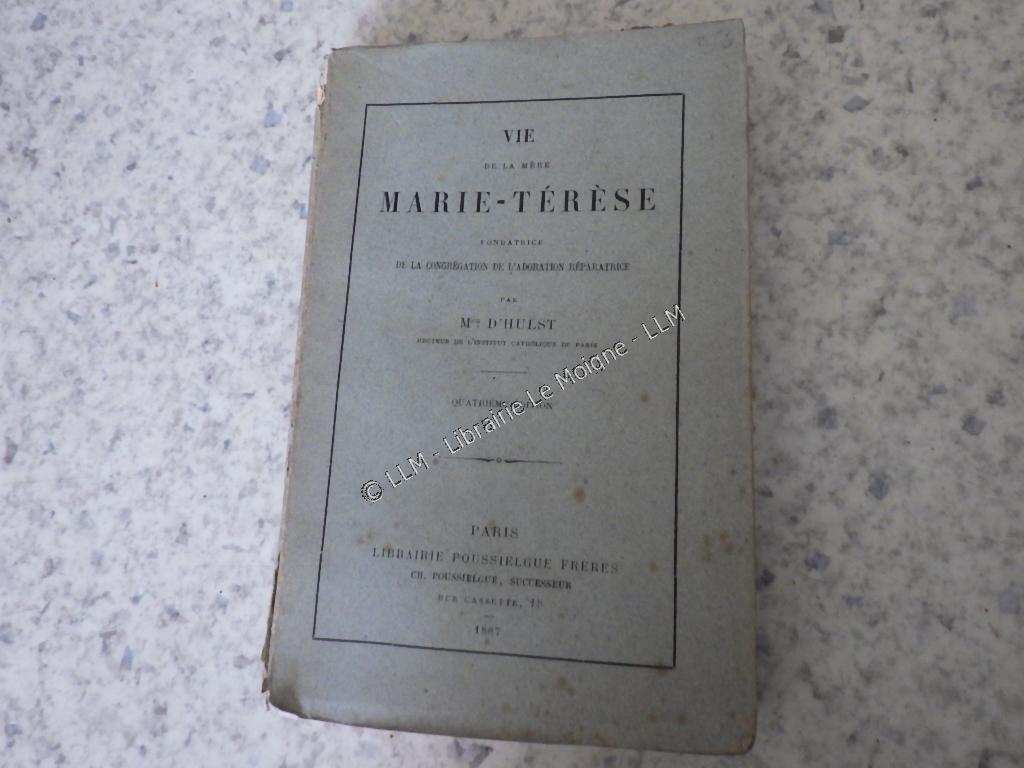 VIE
DE LA MÈRE
MARIE-TÉRÈSE
FONDATRICE
DE LA CONGRÉGATION DE L'ADORATION RÉPARATRICE
PAR
Mgr D'HULST
RECTEUR DE L'INSTITUT CATHOLIQUE DE PARIS
QUATRIÈME ÉDITION
© LLM - Librairie Le Moigne - LLM
PARIS
LIBRAIRIE POUSSIELGUE FRÈRES
CH. POUSSIELGUE, SUCCESSEUR
RUE CASSETTE, 15
1887